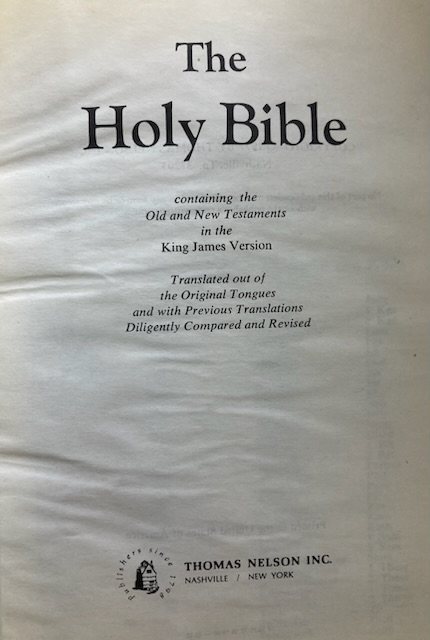 The
Holy Bible
containing the
Old and New Testaments
in the
King James Version
Translated out of
the Original Tongues
and with Previous Translations
Diligently Compared and Revised
publishers since 1798
THOMAS NELSON INC.
NASHVILLE / NEW YORK